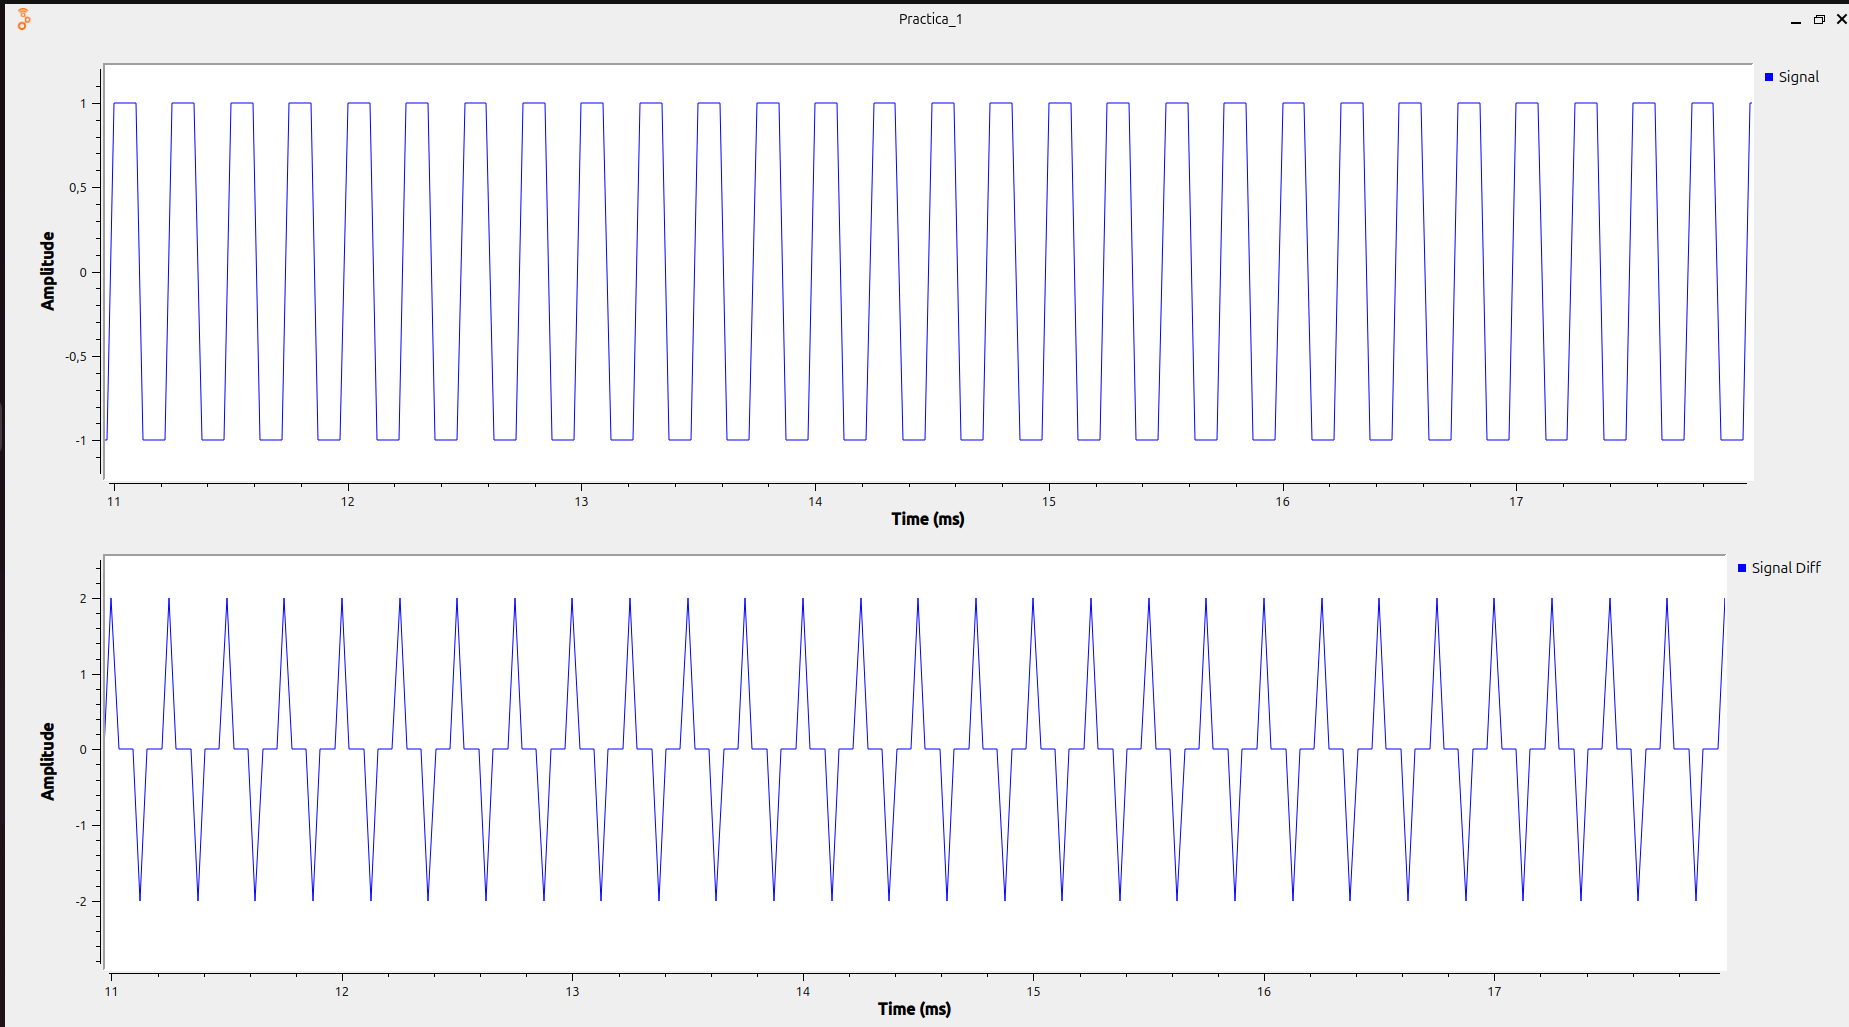 Practica_1
Signal
1
0,5
0
-0,5
-1
Amplitude
11 12 13 14 15 16 17
Time (ms)
Signal Diff
2
1
0
-1
-2
Amplitude
11 12 13 14 15 16 17
Time (ms)